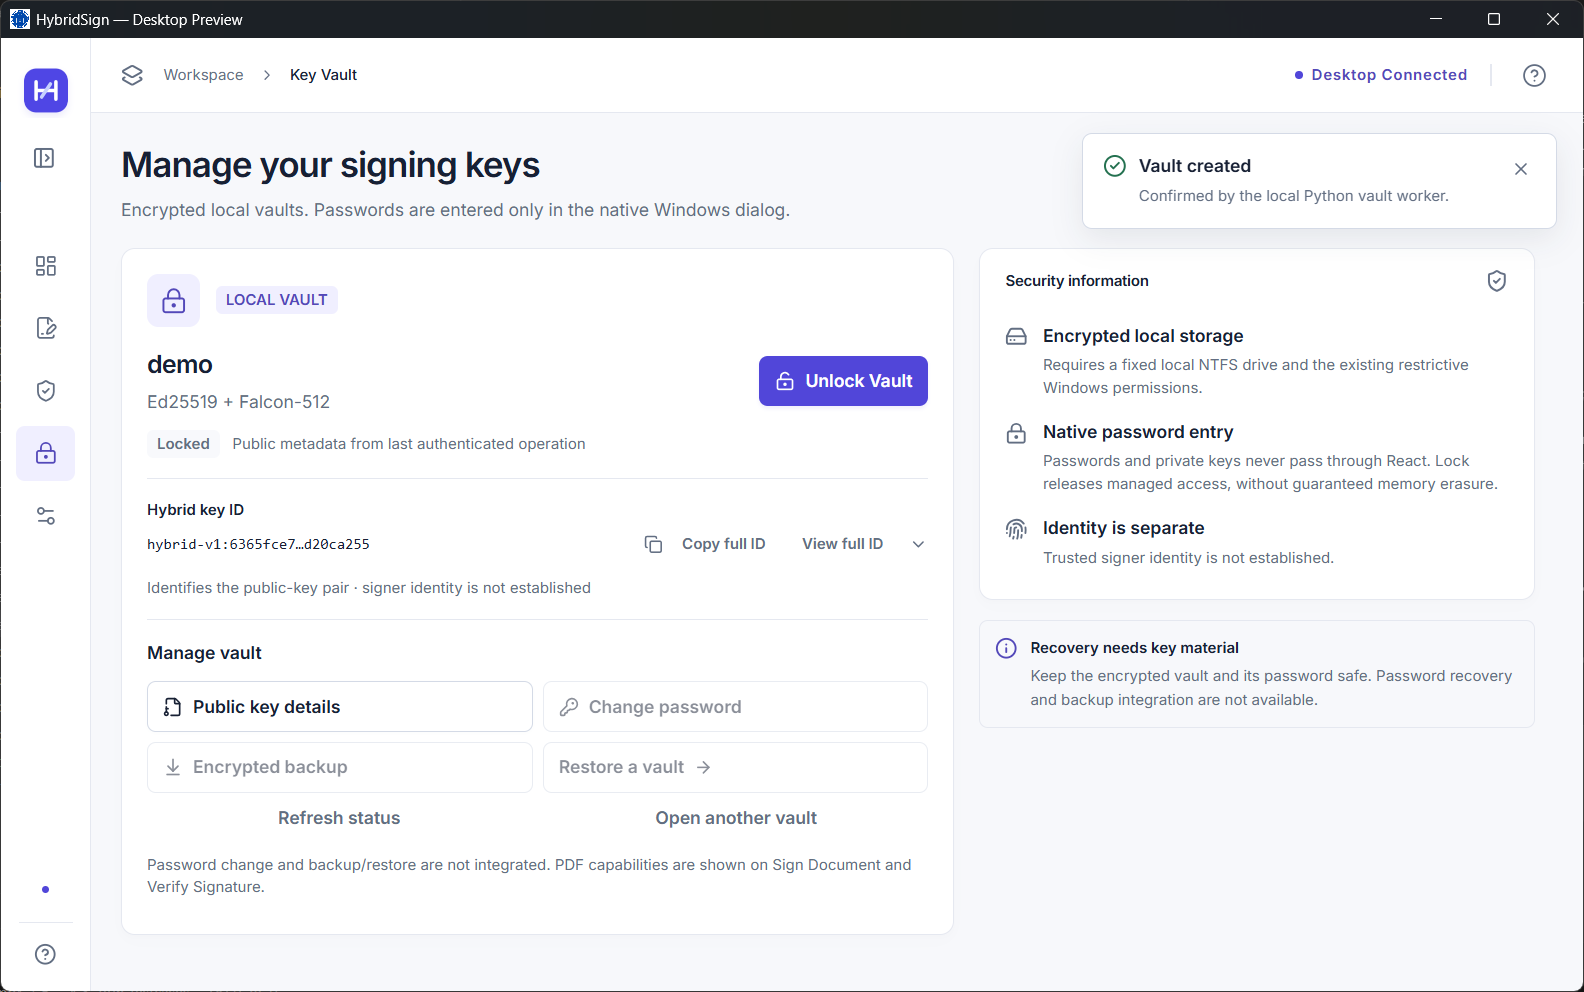 HybridSign — Desktop Preview
Workspace
Key Vault
Desktop Connected
Manage your signing keys
Encrypted local vaults. Passwords are entered only in the native Windows dialog.
Vault created
Confirmed by the local Python vault worker.
LOCAL VAULT
demo
Ed25519 + Falcon-512
Unlock Vault
Locked
Public metadata from last authenticated operation
Hybrid key ID
hybrid-v1:6365fce7…d20ca255
Copy full ID
View full ID
Identifies the public-key pair · signer identity is not established
Manage vault
Public key details
Change password
Encrypted backup
Restore a vault
Refresh status
Open another vault
Password change and backup/restore are not integrated. PDF capabilities are shown on Sign Document and
Verify Signature.
Security information
Encrypted local storage
Requires a fixed local NTFS drive and the existing restrictive
Windows permissions.
Native password entry
Passwords and private keys never pass through React. Lock
releases managed access, without guaranteed memory erasure.
Identity is separate
Trusted signer identity is not established.
Recovery needs key material
Keep the encrypted vault and its password safe. Password recovery
and backup integration are not available.